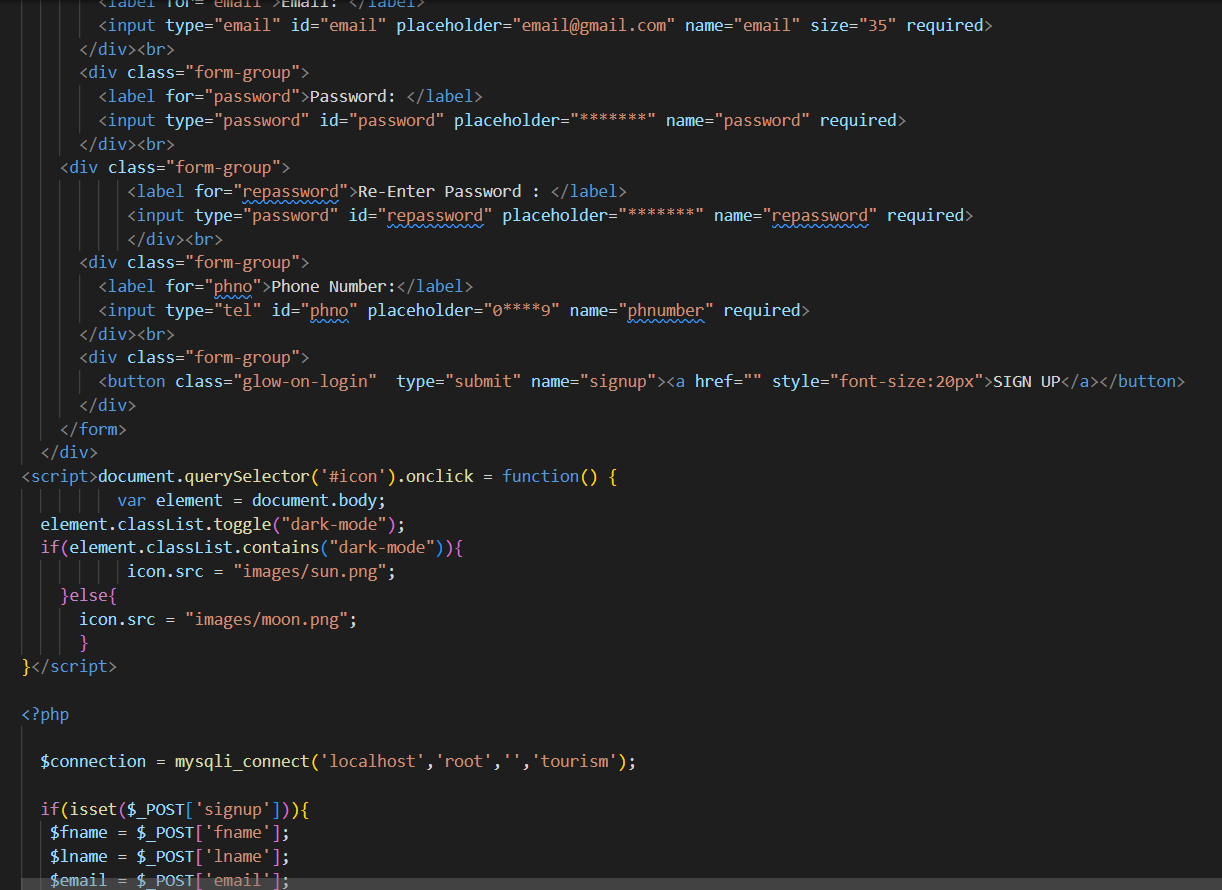 <label for="email">Email: </label>
<input type="email" id="email" placeholder="email@gmail.com" name="email" size="35" required>
</div><br>
<div class="form-group">
<label for="password">Password: </label>
<input type="password" id="password" placeholder="*******" name="password" required>
</div><br>
<div class="form-group">
<label for="repassword">Re-Enter Password : </label>
<input type="password" id="repassword" placeholder="*******" name="repassword" required>
</div><br>
<div class="form-group">
<label for="phno">Phone Number:</label>
<input type="tel" id="phno" placeholder="0****9" name="phnumber" required>
</div><br>
<div class="form-group">
<button class="glow-on-login"  type="submit" name="signup"><a href="" style="font-size:20px">SIGN UP</a></button>
</div>
</form>
</div>
<script>document.querySelector('#icon').onclick = function() {
var element = document.body;
element.classList.toggle("dark-mode");
if(element.classList.contains("dark-mode")){
icon.src = "images/sun.png";
}else{
icon.src = "images/moon.png";
}
}</script>
<?php
$connection = mysqli_connect('localhost','root','','tourism');
if(isset($_POST['signup'])){
$fname = $_POST['fname'];
$lname = $_POST['lname'];
$email = $_POST['email'];